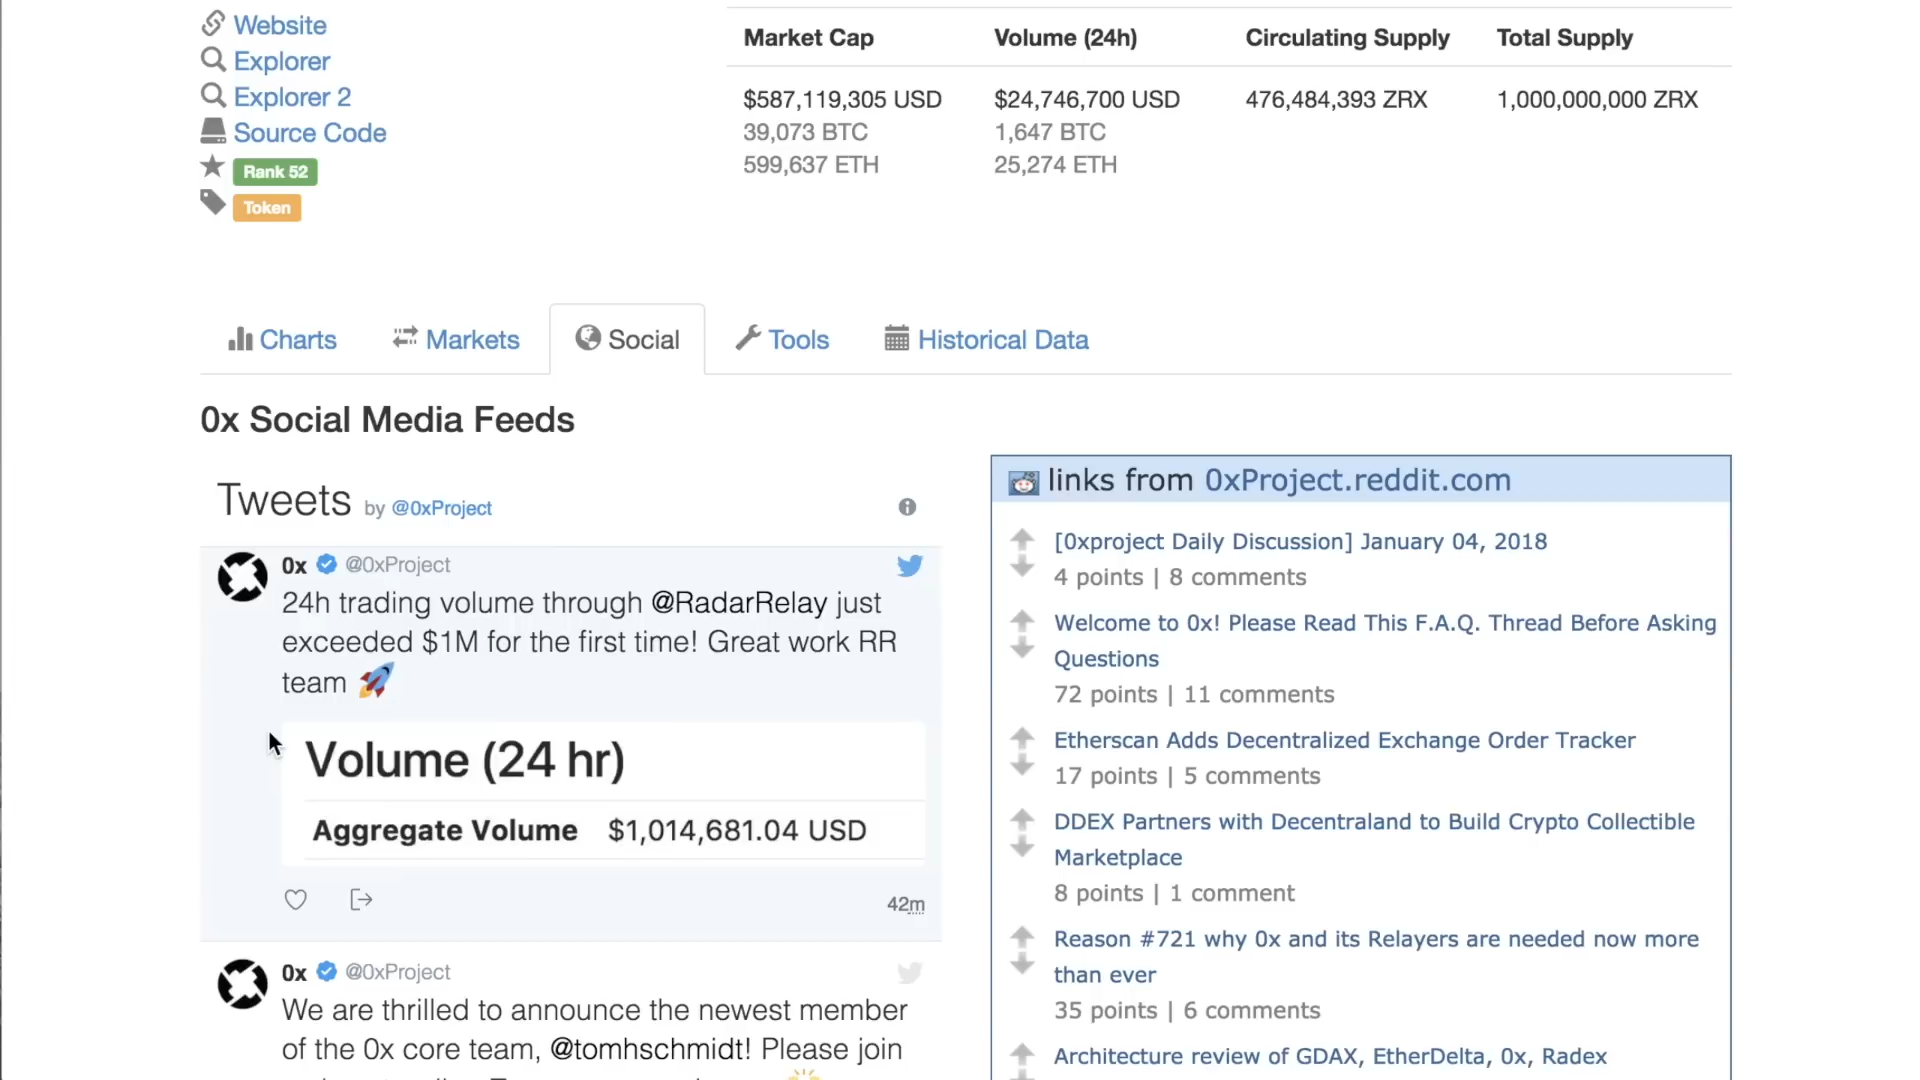 Website
Explorer
Explorer 2
Source Code
Rank 52
Token
Market Cap Volume (24h) Circulating Supply Total Supply
$587,119,305 USD $24,746,700 USD 476,484,393 ZRX 1,000,000,000 ZRX
39,073 BTC 1,647 BTC
599,637 ETH 25,274 ETH
Charts Markets Social Tools Historical Data
0x Social Media Feeds
Tweets by @0xProject
0x @0xProject
24h trading volume through @RadarRelay just
exceeded $1M for the first time! Great work RR
team 🚀
Volume (24 hr)
Aggregate Volume $1,014,681.04 USD
42m
0x @0xProject
We are thrilled to announce the newest member
of the 0x core team, @tomhschmidt! Please join
links from 0xProject.reddit.com
[0xproject Daily Discussion] January 04, 2018
4 points | 8 comments
Welcome to 0x! Please Read This F.A.Q. Thread Before Asking
Questions
72 points | 11 comments
Etherscan Adds Decentralized Exchange Order Tracker
17 points | 5 comments
DDEX Partners with Decentraland to Build Crypto Collectible
Marketplace
8 points | 1 comment
Reason #721 why 0x and its Relayers are needed now more
than ever
35 points | 6 comments
Architecture review of GDAX, EtherDelta, 0x, Radex